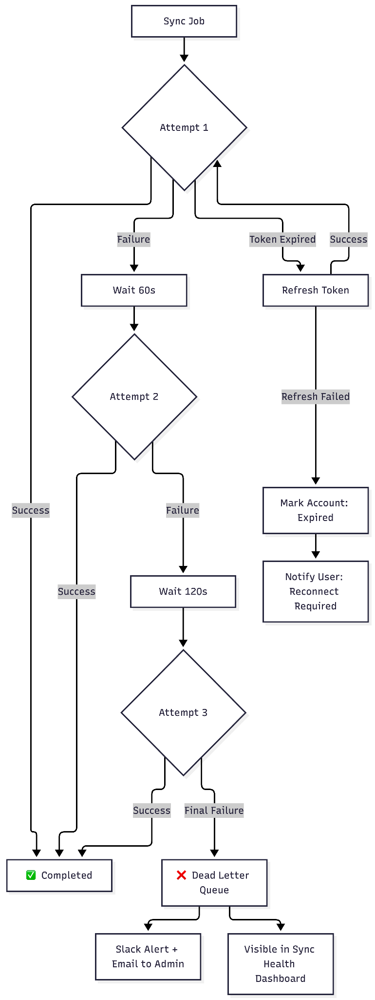 Sync Job
Attempt 1
Failure
Token Expired
Success
Wait 60s
Refresh Token
Attempt 2
Refresh Failed
Success
Failure
Mark Account:
Expired
Success
Wait 120s
Notify User:
Reconnect
Required
Attempt 3
Success
Final Failure
✅ Completed
❌ Dead Letter
Queue
Slack Alert +
Email to Admin
Visible in Sync
Health
Dashboard